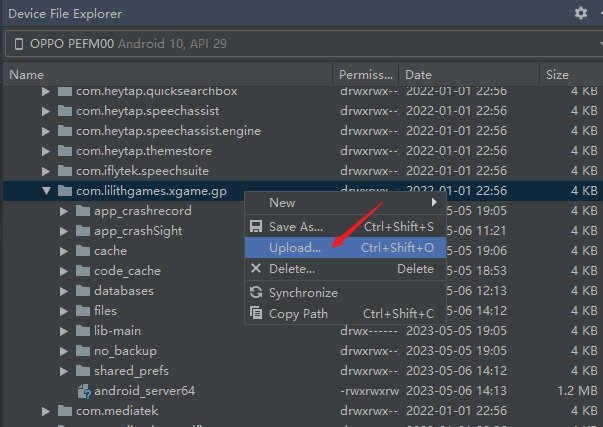 Device File Explorer
OPPO PEFM00 Android 10, API 29
Name Permiss... Date Size
com.heytap.quicksearchbox drwxrwx--x 2022-01-01 22:56 4 KB
com.heytap.speechassist drwxrwx-- 2022-01-01 22:56 4 KB
com.heytap.speechassist.engine drwxrwx-- 2022-01-01 22:56 4 KB
com.heytap.themestore drwxrwx-- 2022-01-01 22:56 4 KB
com.iflytek.speechsuite drwxrwx-- 2022-01-01 22:56 4 KB
com.lilithgames.xgame.gp drwxrwx-- 2022-01-01 22:56 4 KB
New
app_crashrecord 05-05 19:05 4 KB
Save As... Ctrl+Shift+S
app_crashSight 05-06 11:21 4 KB
Upload... Ctrl+Shift+O
cache 05-05 19:06 4 KB
code_cache 05-05 18:53 4 KB
Delete... Delete
databases 05-06 12:13 4 KB
Synchronize
files 05-06 14:12 4 KB
Copy Path Ctrl+Shift+C
lib-main drwx------ 2023-05-05 19:05 4 KB
no_backup drwxrwx-- 2023-05-05 19:05 4 KB
shared_prefs drwxrwx-- 2023-05-06 14:12 4 KB
android_server64 -rwxrwxrw 2023-05-06 14:13 1.2 MB
com.mediatek drwxrwx-- 2022-01-01 22:56 4 KB